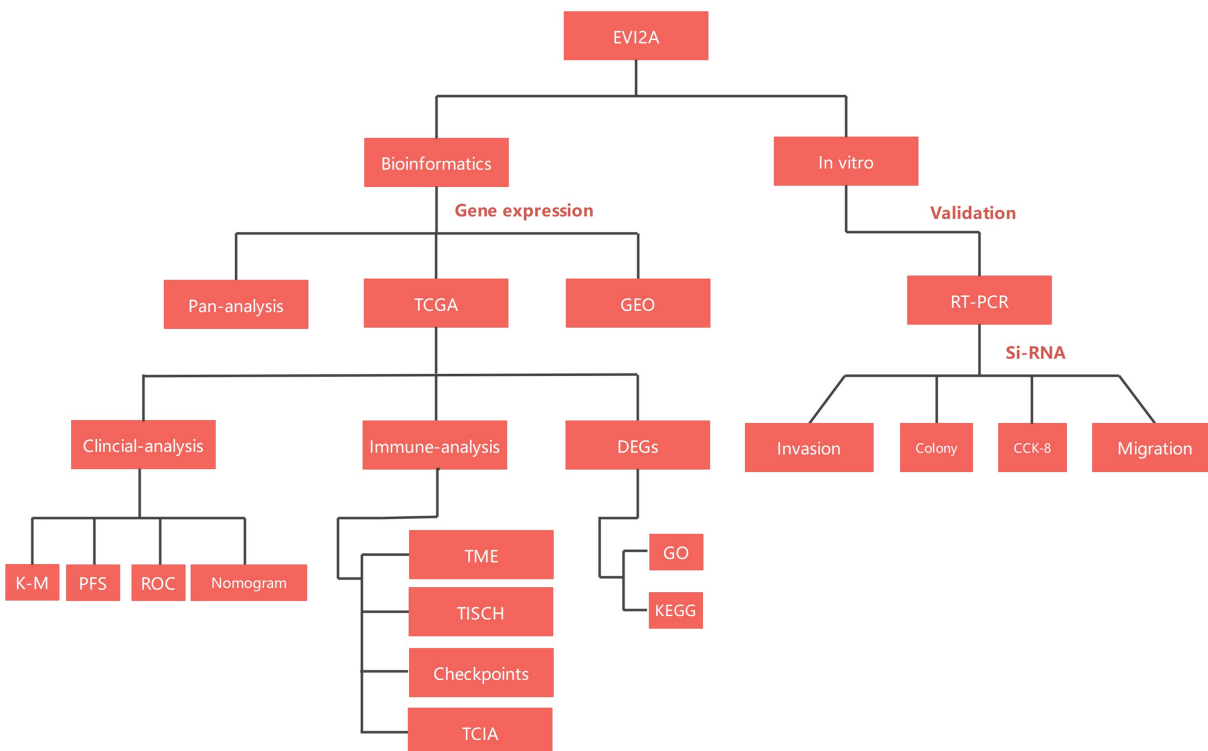 EVI2A
Bioinformatics
In vitro
Gene expression
Validation
Pan-analysis
TCGA
GEO
RT-PCR
Si-RNA
Clincial-analysis
Immune-analysis
DEGs
Invasion
Colony
CCK-8
Migration
K-M
PFS
ROC
Nomogram
TME
TISCH
Checkpoints
TCIA
GO
KEGG